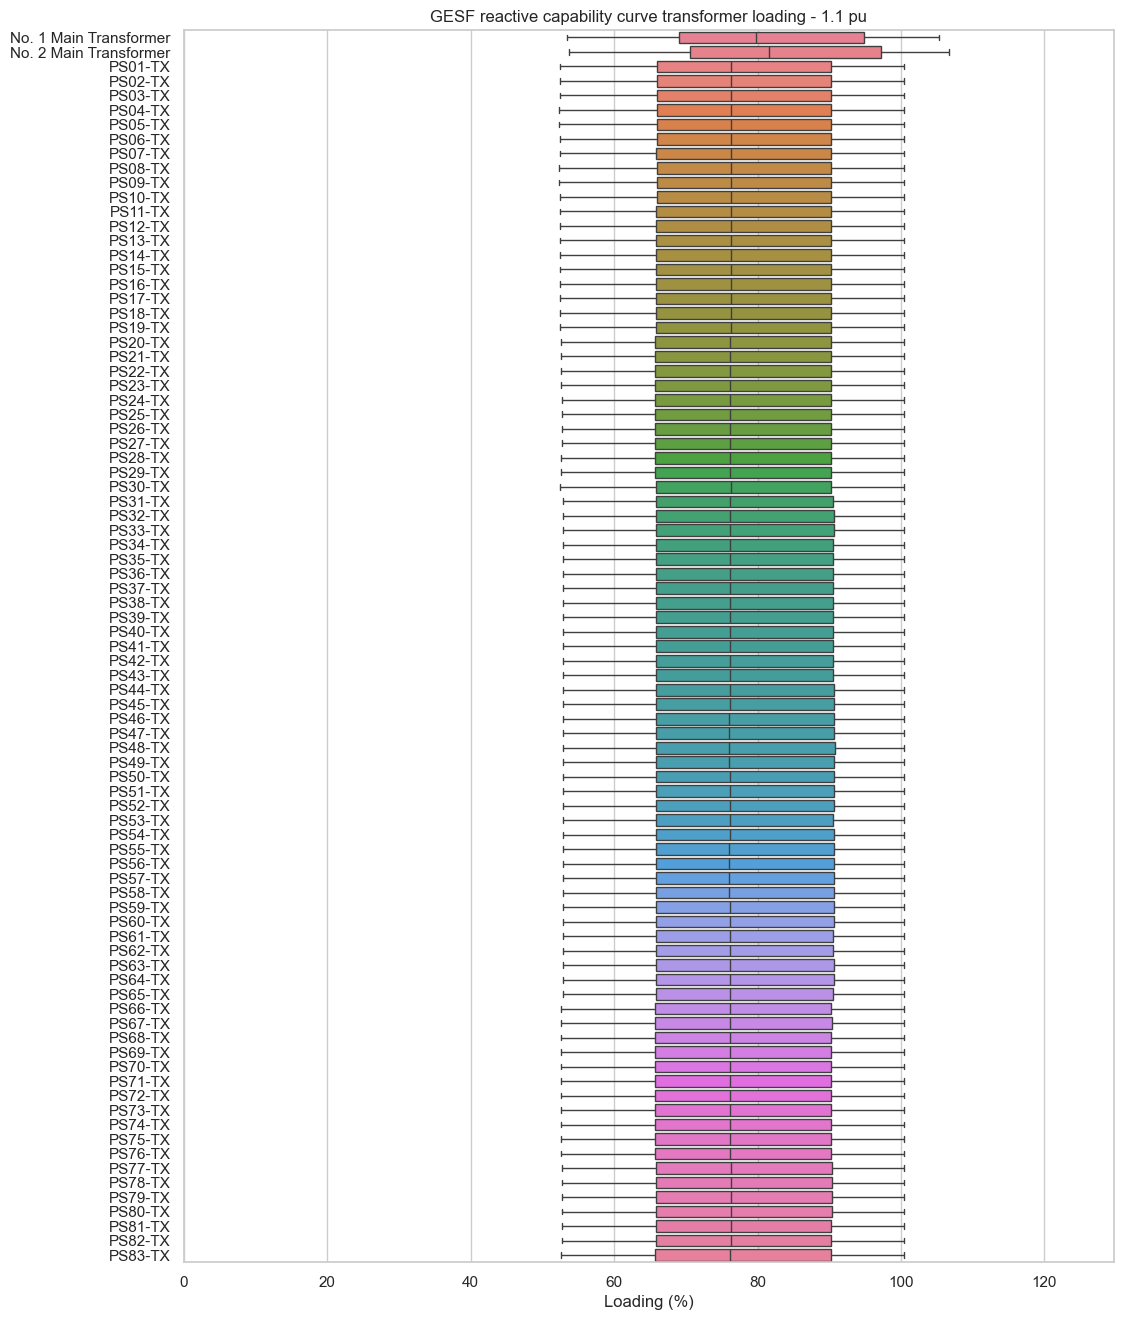 GESF reactive capability curve transformer loading - 1.1 pu
No. 1 Main Transformer
No. 2 Main Transformer
PS01-TX
PS02-TX
PS03-TX
PS04-TX
PS05-TX
PS06-TX
PS07-TX
PS08-TX
PS09-TX
PS10-TX
PS11-TX
PS12-TX
PS13-TX
PS14-TX
PS15-TX
PS16-TX
PS17-TX
PS18-TX
PS19-TX
PS20-TX
PS21-TX
PS22-TX
PS23-TX
PS24-TX
PS25-TX
PS26-TX
PS27-TX
PS28-TX
PS29-TX
PS30-TX
PS31-TX
PS32-TX
PS33-TX
PS34-TX
PS35-TX
PS36-TX
PS37-TX
PS38-TX
PS39-TX
PS40-TX
PS41-TX
PS42-TX
PS43-TX
PS44-TX
PS45-TX
PS46-TX
PS47-TX
PS48-TX
PS49-TX
PS50-TX
PS51-TX
PS52-TX
PS53-TX
PS54-TX
PS55-TX
PS56-TX
PS57-TX
PS58-TX
PS59-TX
PS60-TX
PS61-TX
PS62-TX
PS63-TX
PS64-TX
PS65-TX
PS66-TX
PS67-TX
PS68-TX
PS69-TX
PS70-TX
PS71-TX
PS72-TX
PS73-TX
PS74-TX
PS75-TX
PS76-TX
PS77-TX
PS78-TX
PS79-TX
PS80-TX
PS81-TX
PS82-TX
PS83-TX
0 20 40 60 80 100 120
Loading (%)